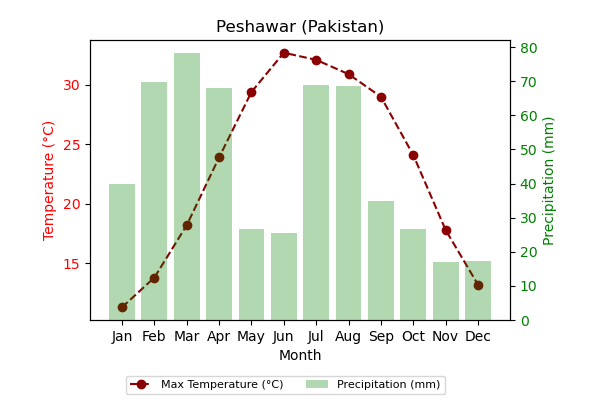 Peshawar (Pakistan)
Temperature (°C)
30
25
20
15
80
70
60
50
40
30
20
10
0
Precipitation (mm)
Jan Feb Mar Apr May Jun Jul Aug Sep Oct Nov Dec
Month
Max Temperature (°C) Precipitation (mm)